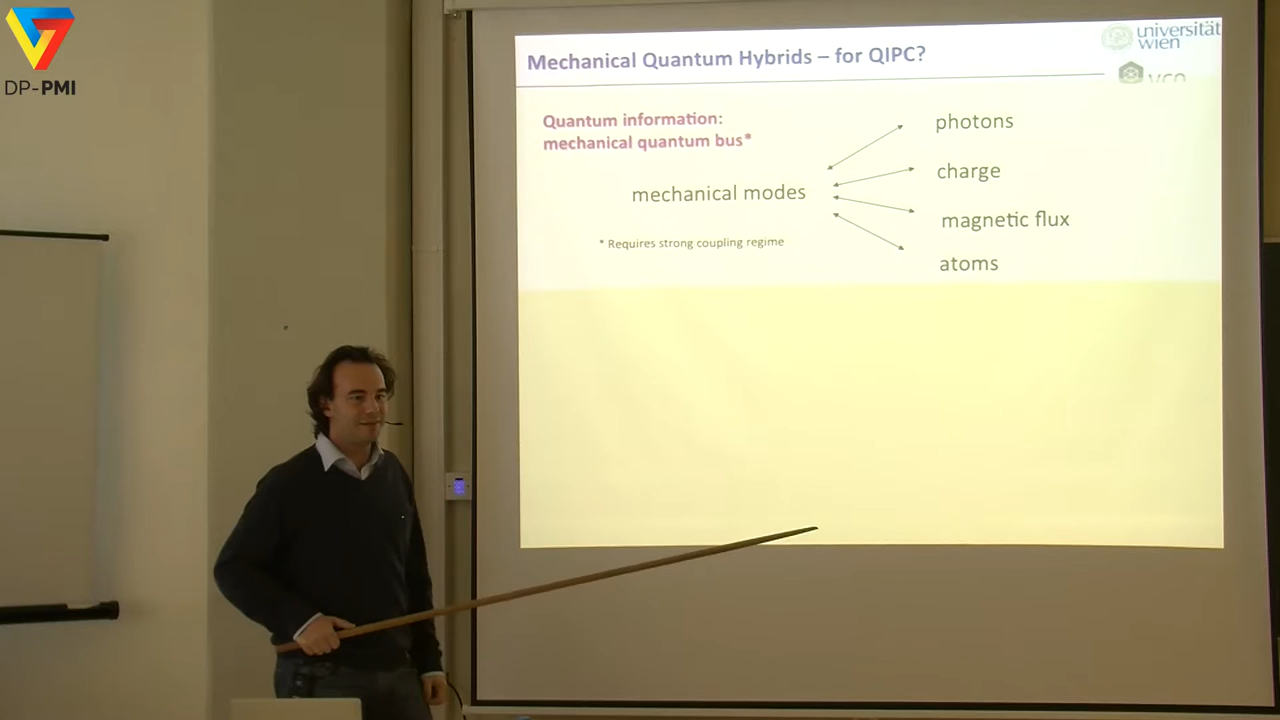 DP-PMI
Mechanical Quantum Hybrids – for QIPC?
universität
wien
Quantum information:
mechanical quantum bus*
mechanical modes
* Requires strong coupling regime
photons
charge
magnetic flux
atoms